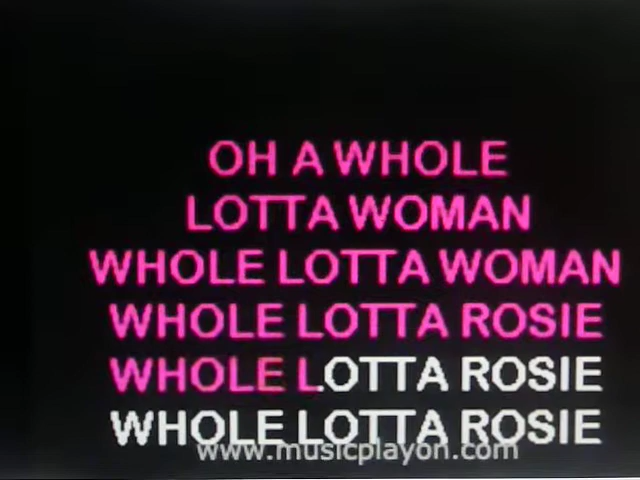 OH A WHOLE
LOTTA WOMAN
WHOLE LOTTA WOMAN
WHOLE LOTTA ROSIE
WHOLE LOTTA ROSIE
WHOLE LOTTA ROSIE
www.musicplayon.com